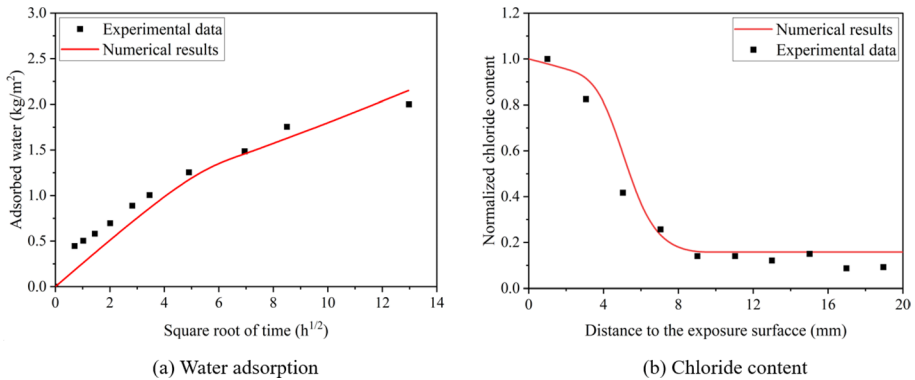 3.0
2.5
2.0
1.5
1.0
0.5
0.0
Adsorbed water (kg/m²)
Experimental data
Numerical results
0 2 4 6 8 10 12 14
Square root of time (h^1/2)
(a) Water adsorption
1.2
1.0
0.8
0.6
0.4
0.2
0.0
Normalized chloride content
Numerical results
Experimental data
0 4 8 12 16 20
Distance to the exposure surfacce (mm)
(b) Chloride content